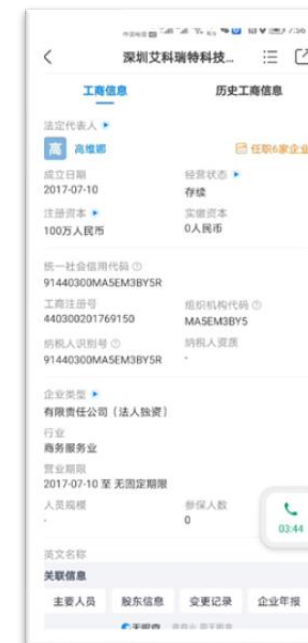 7:56
深圳艾科瑞特科技...
工商信息 历史工商信息
法定代表人
高 高维娜 任职6家企业
成立日期 经营状态
2017-07-10 存续
注册资本 实缴资本
100万人民币 0人民币
统一社会信用代码
91440300MA5EM3BY5R
工商注册号 组织机构代码
440300201769150 MA5EM3BY5
纳税人识别号 纳税人资质
91440300MA5EM3BY5R -
企业类型
有限责任公司（法人独资）
行业
商务服务业
营业期限
2017-07-10 至 无固定期限
人员规模 参保人数
- 0
03:44
英文名称
关联信息
主要人员 股东信息 变更记录 企业年报
天眼查